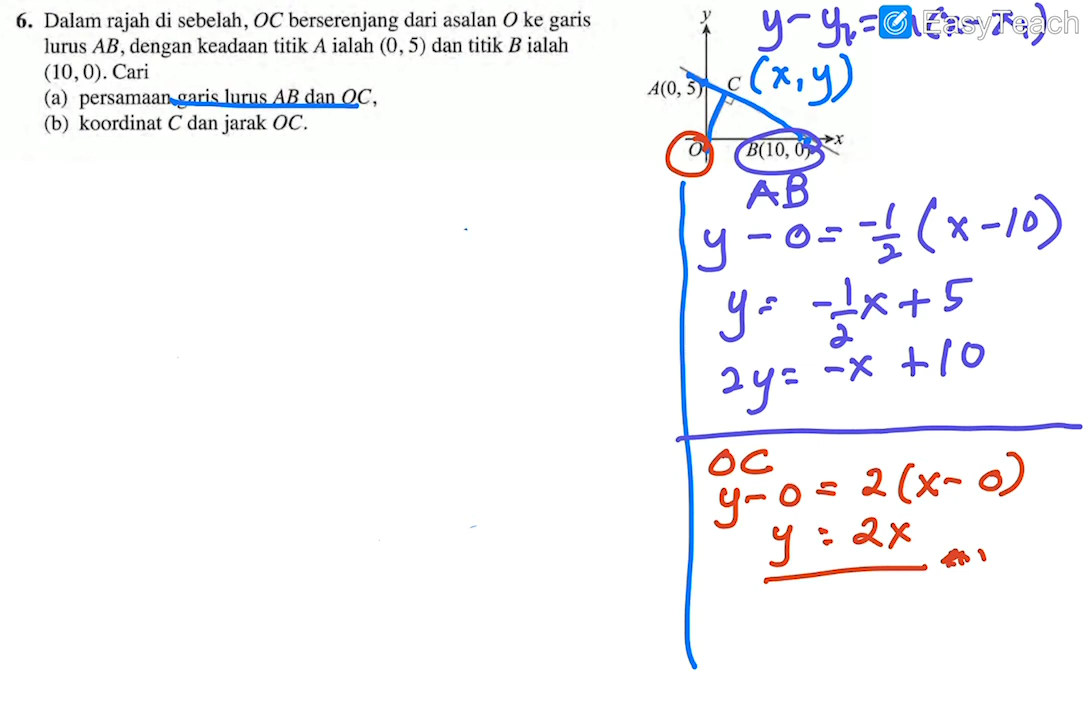 6. Dalam rajah di sebelah, OC berserenjang dari asalan O ke garis
lurus AB, dengan keadaan titik A ialah (0, 5) dan titik B ialah
(10, 0). Cari
(a) persamaan garis lurus AB dan OC,
(b) koordinat C dan jarak OC.
y - y₁ =
EasyTeach
y
(x, y)
A(0, 5)
C
x
O
B(10, 0)
AB
y - 0 = -1/2 (x - 10)
y = -1/2 x + 5
2y = -x + 10
OC
y - 0 = 2(x - 0)
y = 2x